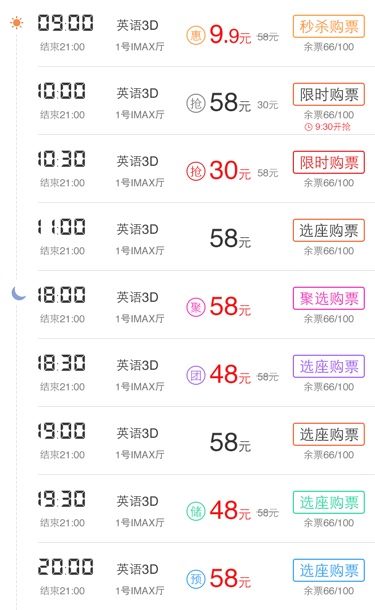 09:00 英语3D 惠 9.9元 58元 秒杀购票
结束21:00 1号IMAX厅 余票66/100
10:00 英语3D 抢 58元 30元 限时购票
结束21:00 1号IMAX厅 余票66/100
9:30开抢
10:30 英语3D 抢 30元 58元 限时购票
结束21:00 1号IMAX厅 余票66/100
11:00 英语3D 58元 选座购票
结束21:00 1号IMAX厅 余票66/100
18:00 英语3D 聚 58元 聚选购票
结束21:00 1号IMAX厅 余票66/100
18:30 英语3D 团 48元 58元 选座购票
结束21:00 1号IMAX厅 余票66/100
19:00 英语3D 58元 选座购票
结束21:00 1号IMAX厅 余票66/100
19:30 英语3D 储 48元 58元 选座购票
结束21:00 1号IMAX厅 余票66/100
20:00 英语3D 预 58元 选座购票
结束21:00 1号IMAX厅 余票66/100